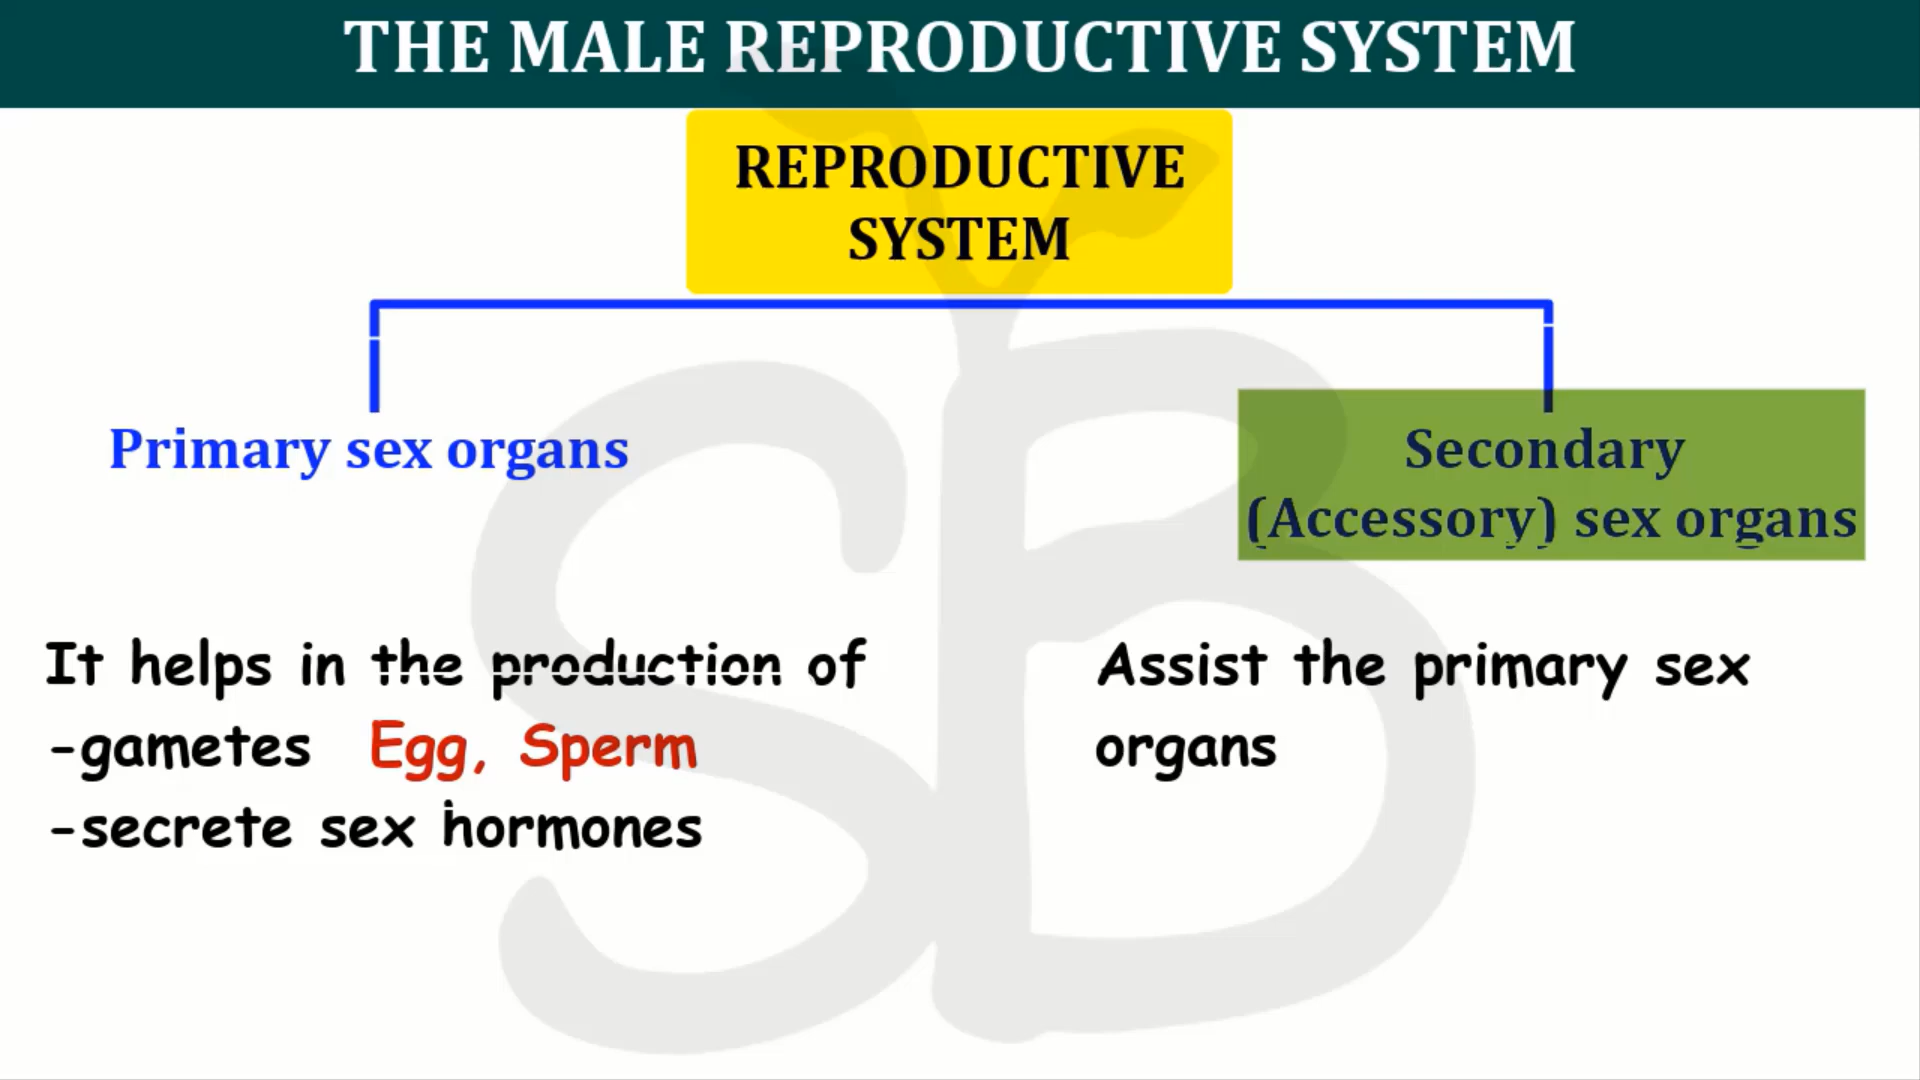 THE MALE REPRODUCTIVE SYSTEM
REPRODUCTIVE
SYSTEM
Primary sex organs
Secondary
(Accessory) sex organs
It helps in the production of
-gametes Egg, Sperm
-secrete sex hormones
Assist the primary sex
organs
SB